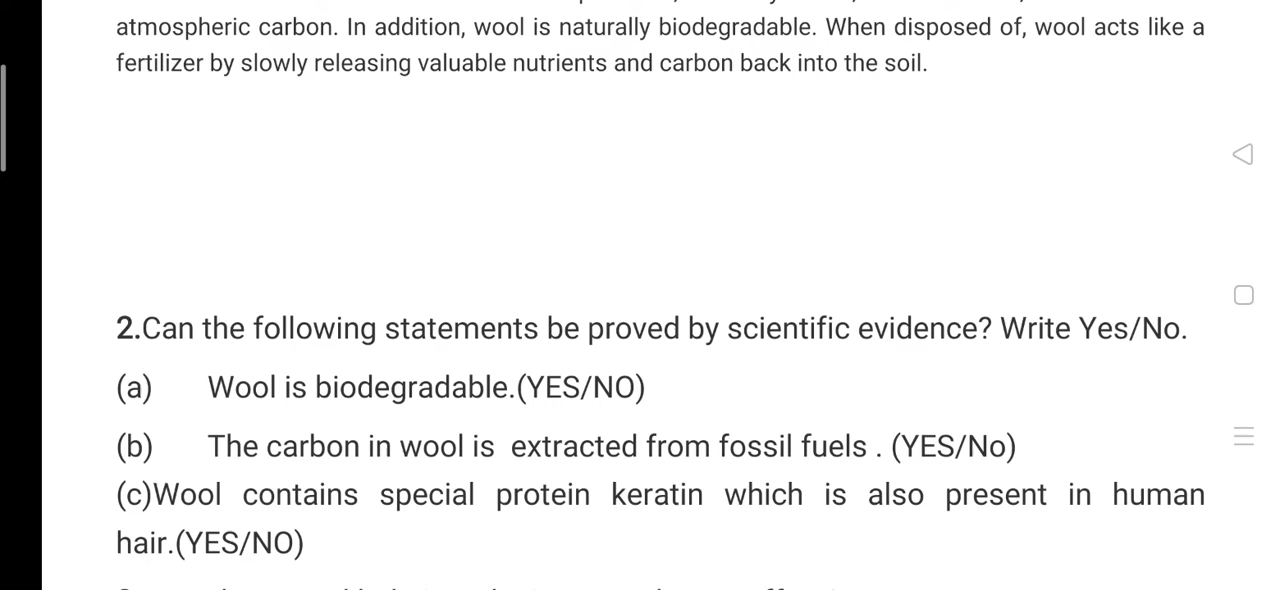 atmospheric carbon. In addition, wool is naturally biodegradable. When disposed of, wool acts like a
fertilizer by slowly releasing valuable nutrients and carbon back into the soil.
2.Can the following statements be proved by scientific evidence? Write Yes/No.
(a) Wool is biodegradable.(YES/NO)
(b) The carbon in wool is extracted from fossil fuels . (YES/No)
(c)Wool contains special protein keratin which is also present in human
hair.(YES/NO)